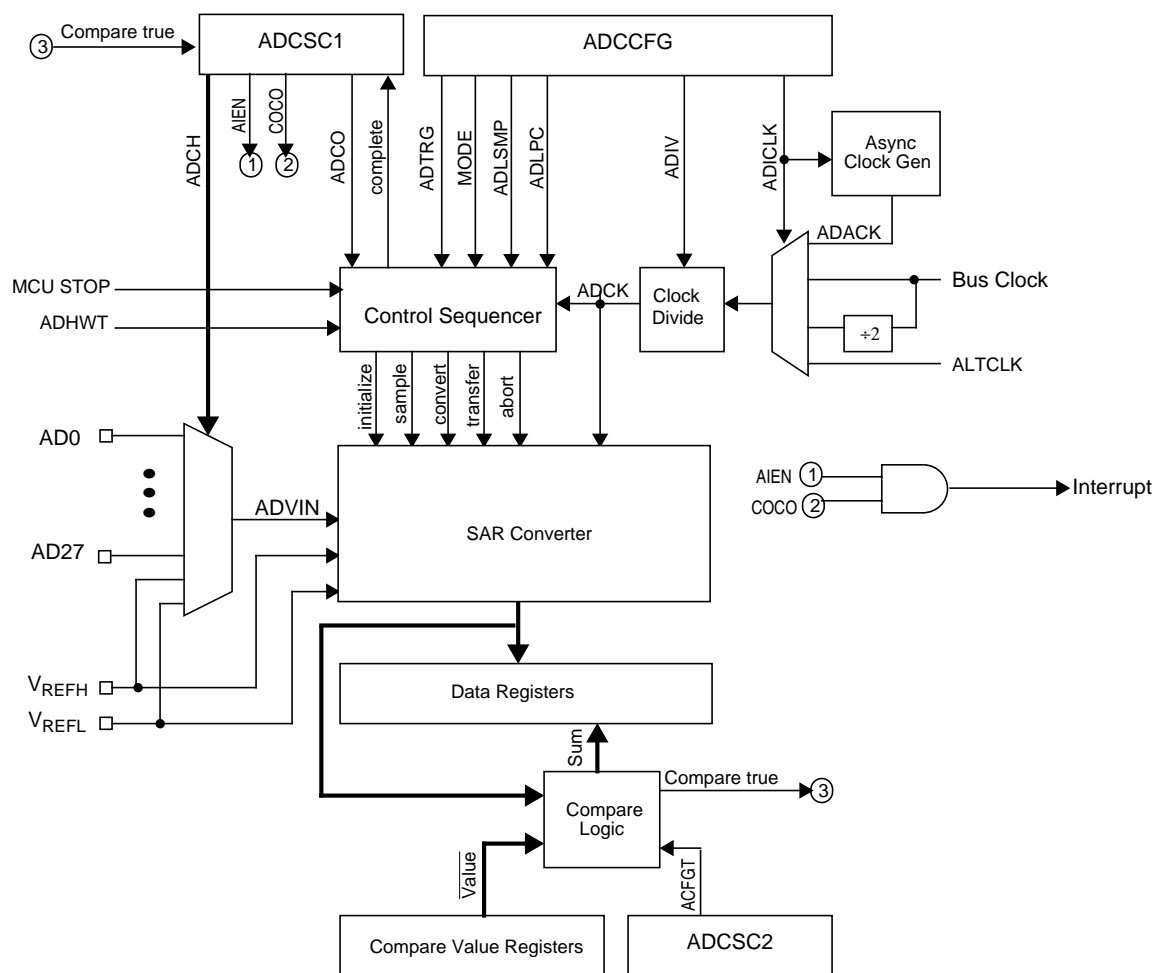 3 Compare true
ADCSC1
ADCCFG
ADCH
AIEN
COCO
ADCO
complete
ADTRG
MODE
ADLSMP
ADLPC
ADIV
ADICLK
1
2
Async
Clock Gen
ADACK
MCU STOP
ADHWT
Control Sequencer
ADCK
Clock
Divide
Bus Clock
÷2
ALTCLK
initialize
sample
convert
transfer
abort
AD0
AD27
ADVIN
SAR Converter
AIEN 1
COCO 2
Interrupt
VREFH
VREFL
Data Registers
Sum
Compare true 3
Compare
Logic
Value
ACFGT
Compare Value Registers
ADCSC2